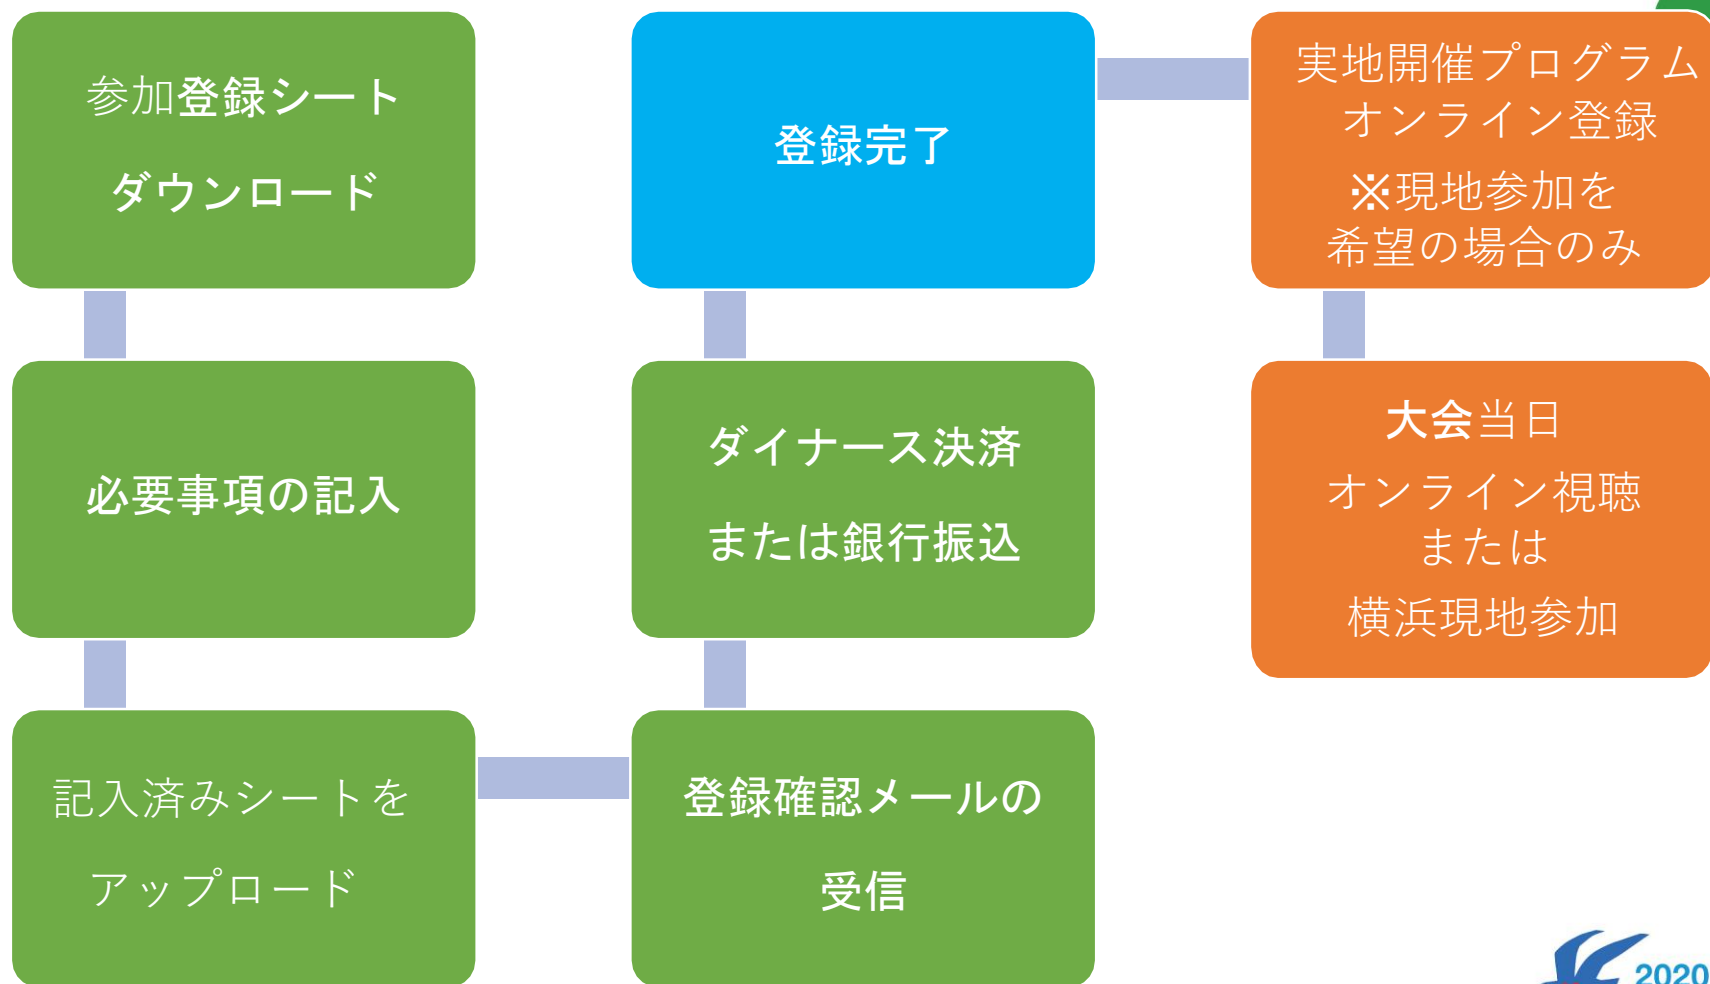 参加登録シート
ダウンロード
必要事項の記入
記入済みシートを
アップロード
登録確認メールの
受信
ダイナース決済
または銀行振込
登録完了
実地開催プログラム
オンライン登録
※現地参加を
希望の場合のみ
大会当日
オンライン視聴
または
横浜現地参加
2020